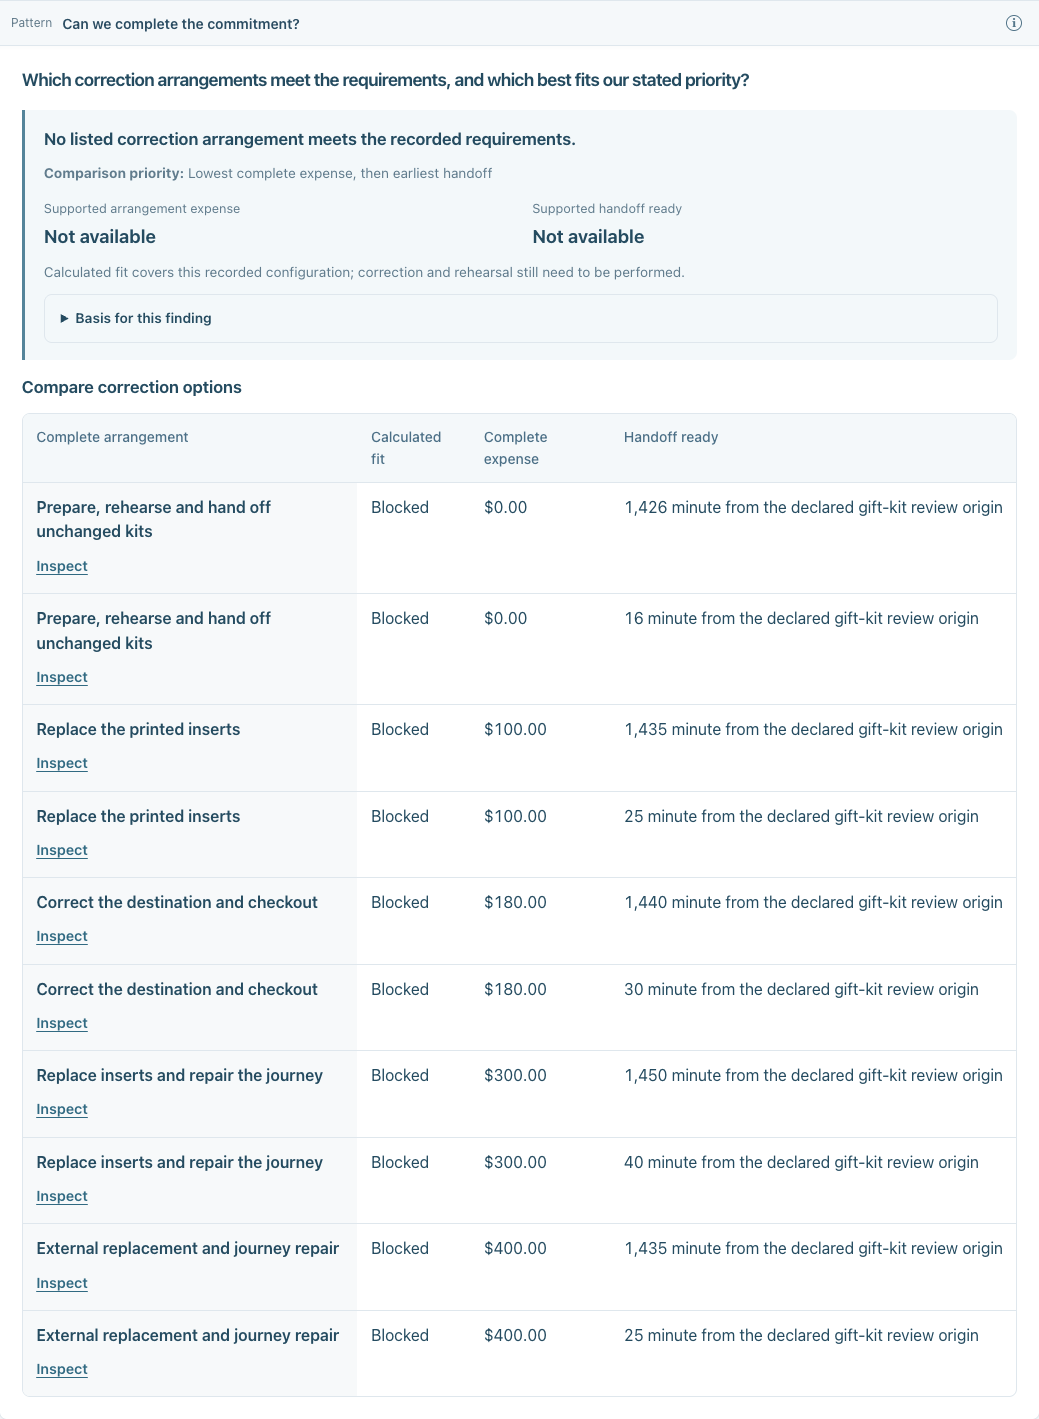 Pattern Can we complete the commitment?
Which correction arrangements meet the requirements, and which best fits our stated priority?
No listed correction arrangement meets the recorded requirements.
Comparison priority: Lowest complete expense, then earliest handoff
Supported arrangement expense
Not available
Supported handoff ready
Not available
Calculated fit covers this recorded configuration; correction and rehearsal still need to be performed.
▶ Basis for this finding
Compare correction options
Complete arrangement
Calculated
fit
Complete
expense
Handoff ready
Prepare, rehearse and hand off
unchanged kits
Inspect
Blocked
$0.00
1,426 minute from the declared gift-kit review origin
Prepare, rehearse and hand off
unchanged kits
Inspect
Blocked
$0.00
16 minute from the declared gift-kit review origin
Replace the printed inserts
Inspect
Blocked
$100.00
1,435 minute from the declared gift-kit review origin
Replace the printed inserts
Inspect
Blocked
$100.00
25 minute from the declared gift-kit review origin
Correct the destination and checkout
Inspect
Blocked
$180.00
1,440 minute from the declared gift-kit review origin
Correct the destination and checkout
Inspect
Blocked
$180.00
30 minute from the declared gift-kit review origin
Replace inserts and repair the journey
Inspect
Blocked
$300.00
1,450 minute from the declared gift-kit review origin
Replace inserts and repair the journey
Inspect
Blocked
$300.00
40 minute from the declared gift-kit review origin
External replacement and journey repair
Inspect
Blocked
$400.00
1,435 minute from the declared gift-kit review origin
External replacement and journey repair
Inspect
Blocked
$400.00
25 minute from the declared gift-kit review origin